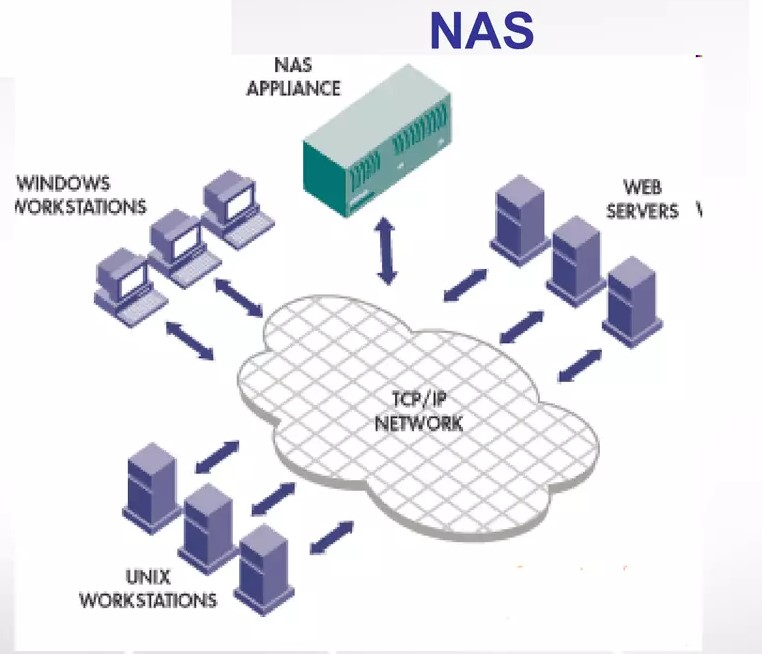 NAS
NAS
APPLIANCE
WINDOWS
WORKSTATIONS
WEB
SERVERS
TCP/IP
NETWORK
UNIX
WORKSTATIONS